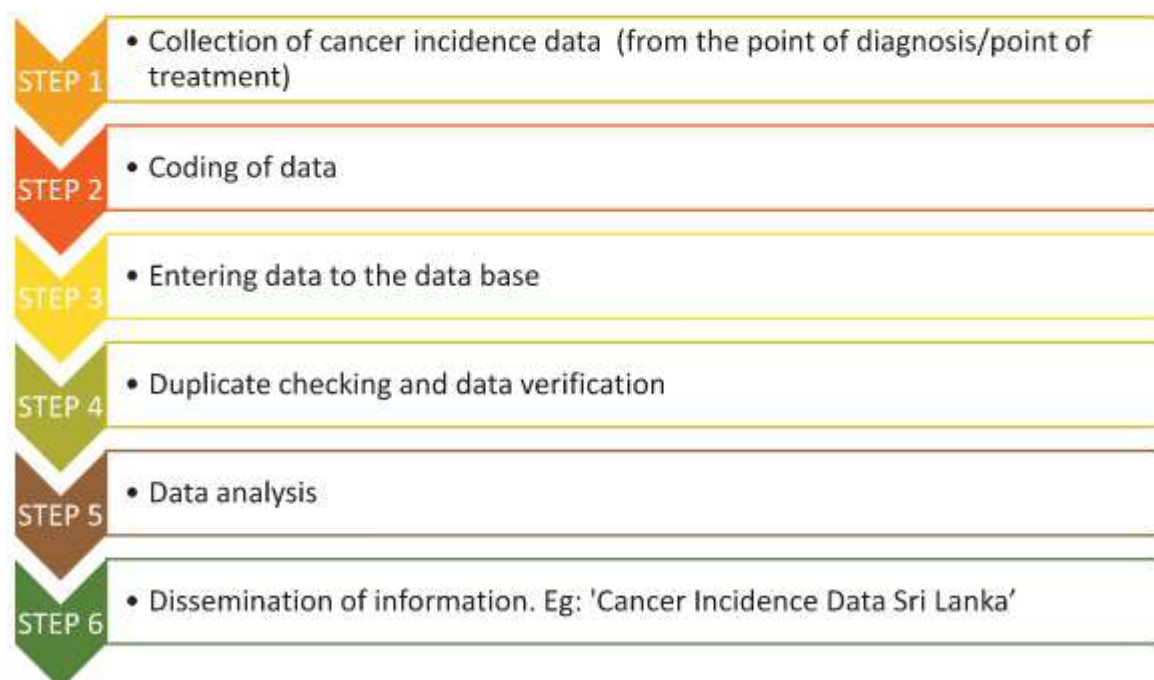 STEP 1
• Collection of cancer incidence data (from the point of diagnosis/point of
treatment)
STEP 2
• Coding of data
STEP 3
• Entering data to the data base
STEP 4
• Duplicate checking and data verification
STEP 5
• Data analysis
STEP 6
• Dissemination of information. Eg: 'Cancer Incidence Data Sri Lanka’